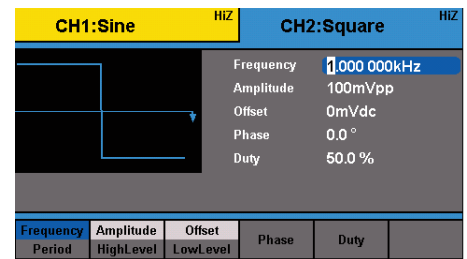 CH1:Sine HiZ CH2:Square HiZ
Frequency 1.000 000kHz
Amplitude 100mVpp
Offset 0mVdc
Phase 0.0 °
Duty 50.0 %
Frequency Amplitude Offset Phase Duty
Period HighLevel LowLevel